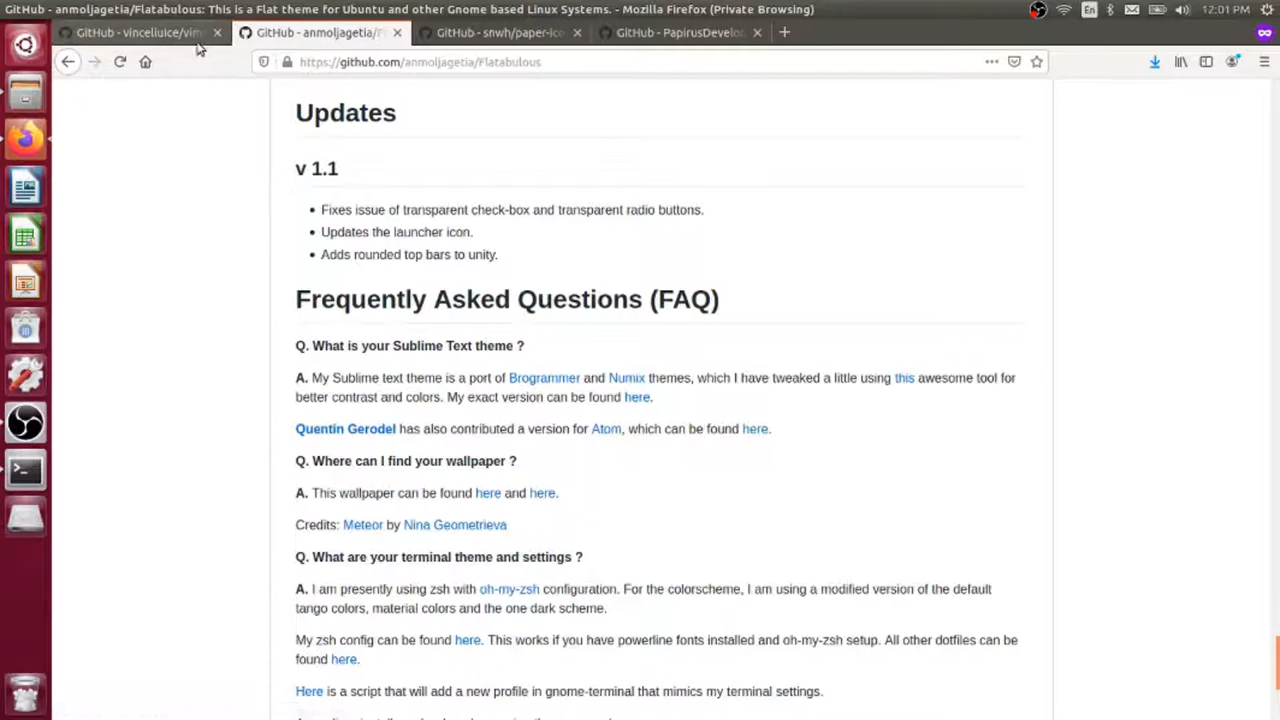 GitHub - anmoljagetia/Flatabulous: This is a Flat theme for Ubuntu and other Gnome based Linux Systems. - Mozilla Firefox (Private Browsing)
En
12:01 PM
GitHub - vinceliuice/vim
GitHub - anmoljagetia/F
GitHub - snwh/paper-ico
GitHub - PapirusDevelo
https://github.com/anmoljagetia/Flatabulous
Updates
v 1.1
• Fixes issue of transparent check-box and transparent radio buttons.
• Updates the launcher icon.
• Adds rounded top bars to unity.
Frequently Asked Questions (FAQ)
Q. What is your Sublime Text theme ?
A. My Sublime text theme is a port of Brogrammer and Numix themes, which I have tweaked a little using this awesome tool for
better contrast and colors. My exact version can be found here.
Quentin Gerodel has also contributed a version for Atom, which can be found here.
Q. Where can I find your wallpaper ?
A. This wallpaper can be found here and here.
Credits: Meteor by Nina Geometrieva
Q. What are your terminal theme and settings ?
A. I am presently using zsh with oh-my-zsh configuration. For the colorscheme, I am using a modified version of the default
tango colors, material colors and the one dark scheme.
My zsh config can be found here. This works if you have powerline fonts installed and oh-my-zsh setup. All other dotfiles can be
found here.
Here is a script that will add a new profile in gnome-terminal that mimics my terminal settings.